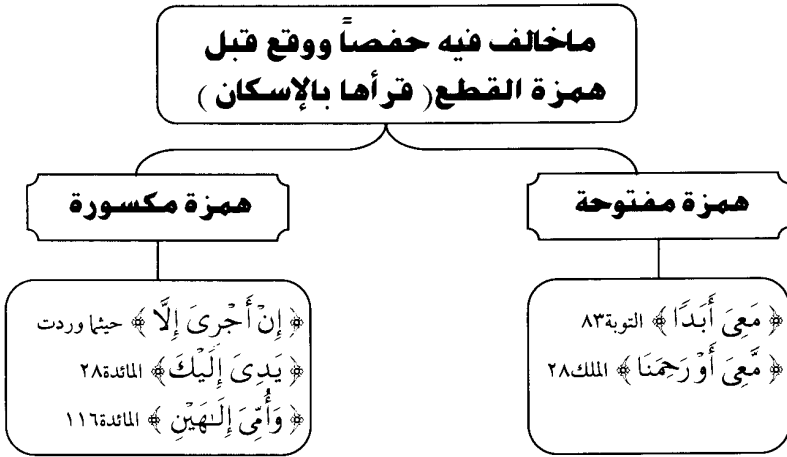 ماخالف فيه حفصاً ووقع قبل
همزة القطع( قرأها بالإسكان )
همزة مفتوحة
﴿ مَعِىَ أَبَدًا ﴾ التوبة٨٣
﴿ مَّعِىَ أَوْ رَحِمَنَا ﴾ الملك٢٨
همزة مكسورة
﴿ إِنْ أَجْرِىَ إِلَّا ﴾ حيثما وردت
﴿ يَدِىَ إِلَيْكَ ﴾ المائدة٢٨
﴿ وَأُمِّىَ إِلَـٰهَيْنِ ﴾ المائدة١١٦